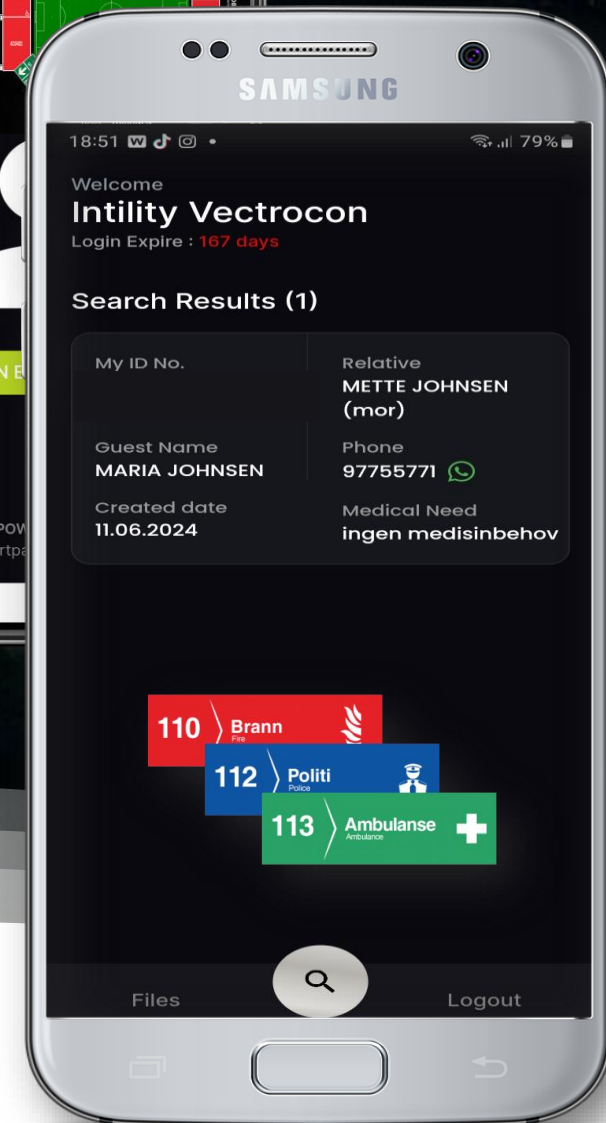 SAMSUNG
18:51
79%
Welcome
Intility Vectrocon
Login Expire : 167 days
Search Results (1)
My ID No.
Relative
METTE JOHNSEN
(mor)
Guest Name
MARIA JOHNSEN
Phone
97755771
Created date
11.06.2024
Medical Need
ingen medisinbehov
110 Brann
Fire
112 Politi
Police
113 Ambulanse
Ambulance
Files
Logout